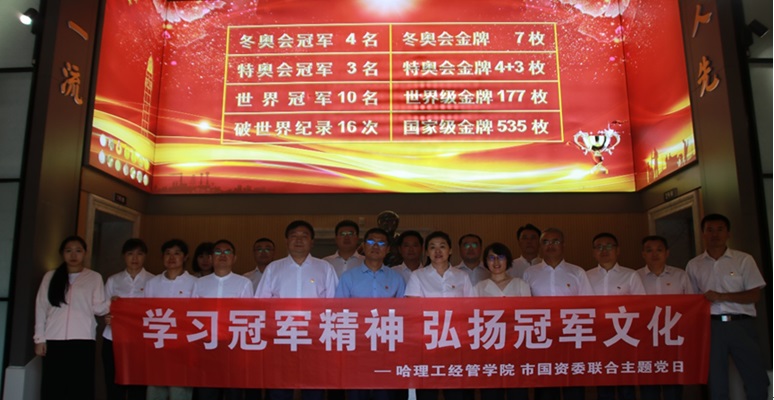 冬奥会冠军 4名 冬奥会金牌 7枚
特奥会冠军 3名 特奥会金牌 4+3枚
世界冠军 10名 世界级金牌 177枚
破世界纪录 16次 国家级金牌 535枚
一流
人先
学习冠军精神 弘扬冠军文化
—哈理工经管学院 市国资委联合主题党日